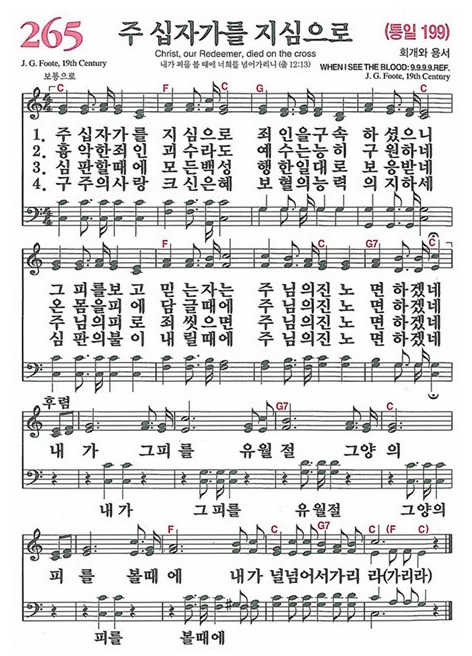 265
주 십자가를 지심으로
(통일 199)
Christ, our Redeemer, died on the cross
내가 피를 볼 때에 너희를 넘어가리니 (출 12:13)
J. G. Foote, 19th Century
회개와 용서
WHEN I SEE THE BLOOD: 9.9.9.9.REF.
J. G. Foote, 19th Century
보통으로
C F C C
1. 주 십자가를 지심으로 죄 인을구속 하 셨으니
2. 흉 악한죄인 괴수라도 예 수는능히 구 원하네
3. 심 판할때에 모든백성 행 한일대로 보 응받네
4. 구 주의사랑 크신은혜 보 혈의능력 의 지하세
F C C G7 C
그 피를보고 믿 는자는 주 님의진노 면 하겠네
온 몸을피에 담 글때에 주 님의진노 면 하겠네
주 님의피로 죄 씻으면 주 님의진노 면 하겠네
심 판의불이 내 릴때에 주 님의진노 면 하겠네
후렴
C G7 C
내 가 그피를 유월 절 그양 의
내가 그피를 유월절 그양의
F C G7 C (F C)
피 를 볼때 에 내가 널넘어서가리 라(가리라)
피를 볼때에